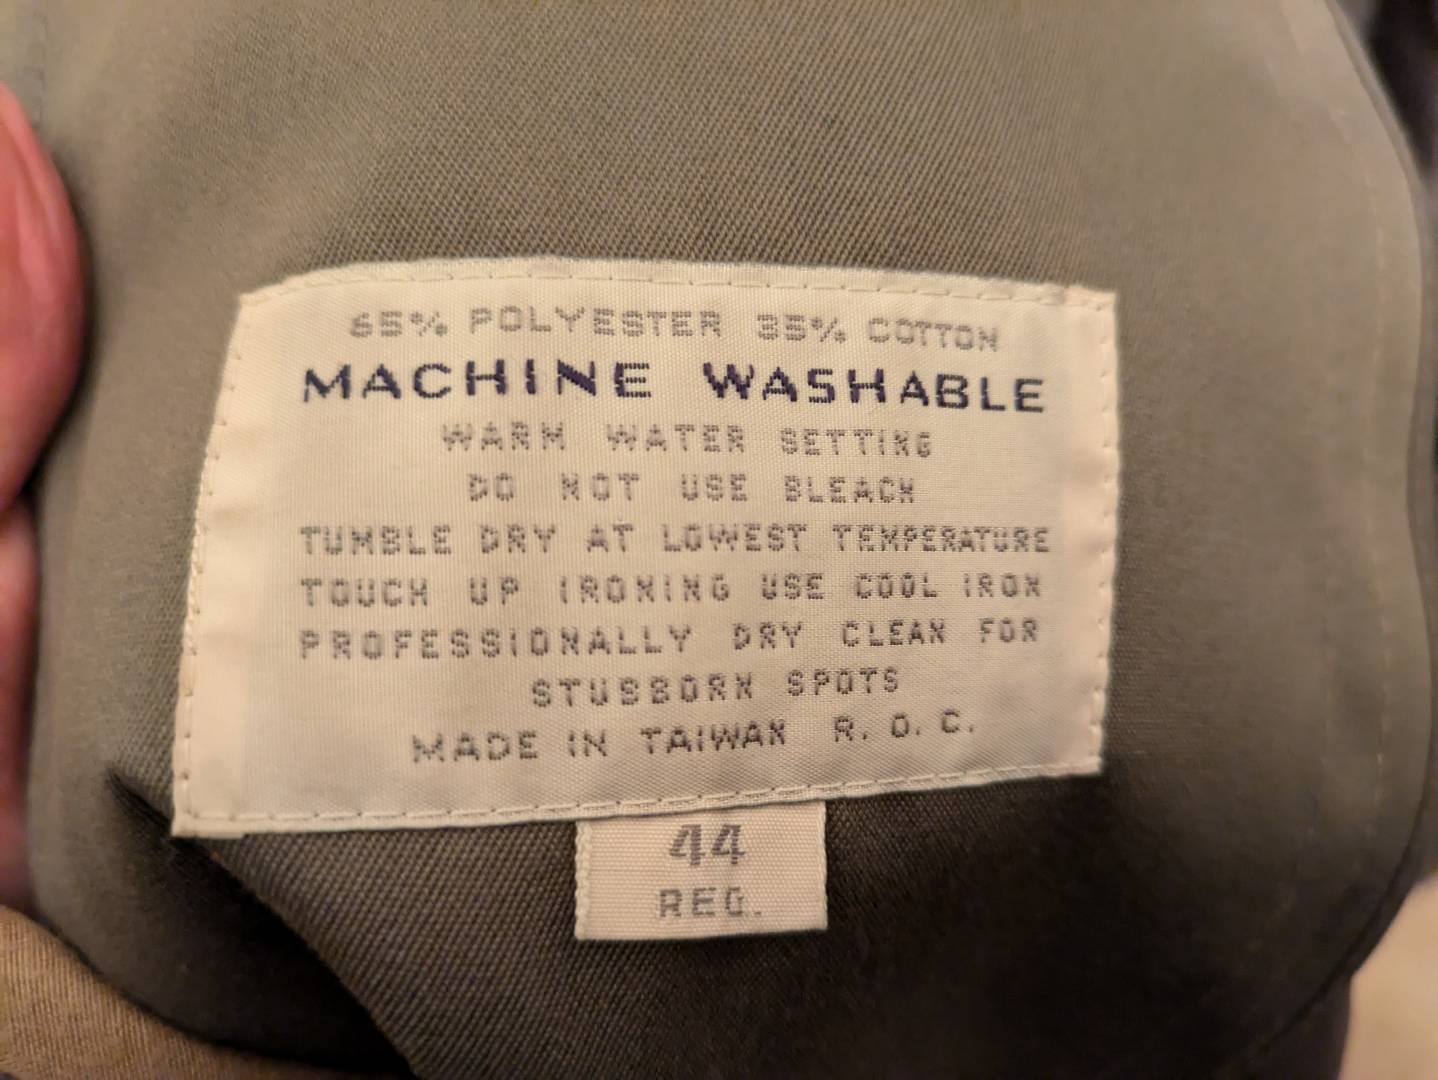 65% POLYESTER 35% COTTON
MACHINE WASHABLE
WARM WATER SETTING
DO NOT USE BLEACH
TUMBLE DRY AT LOWEST TEMPERATURE
TOUCH UP IRONING USE COOL IRON
PROFESSIONALLY DRY CLEAN FOR
STUBBORN SPOTS
MADE IN TAIWAN R. O. C.
44
REG.